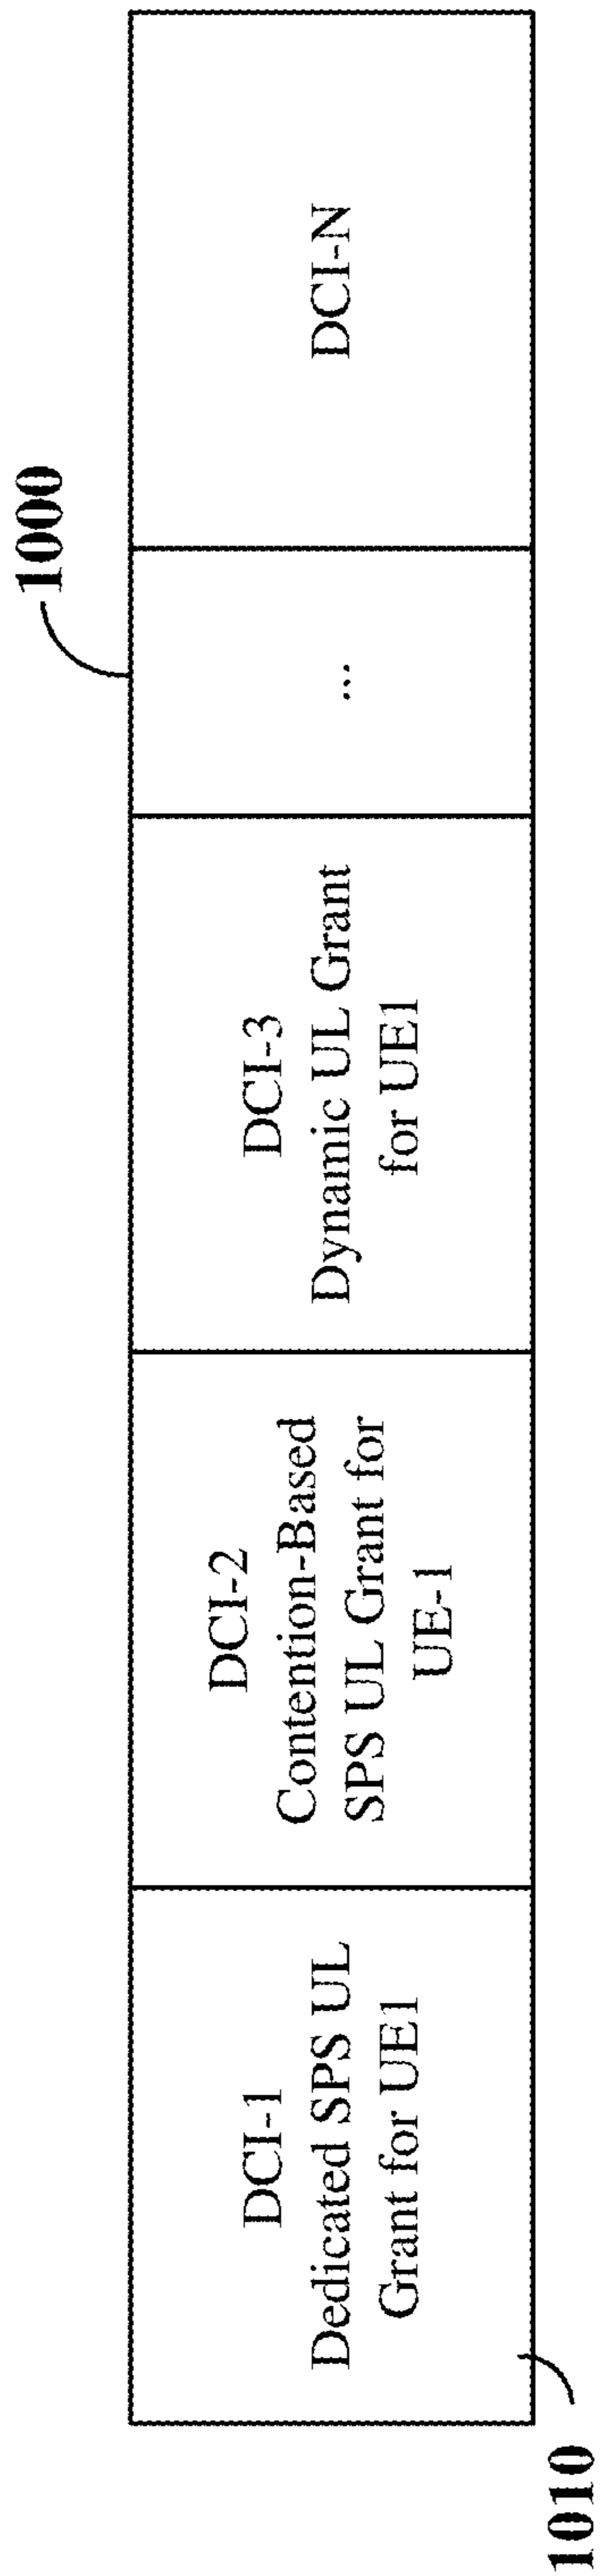 1000
DCI-1
Dedicated SPS UL
Grant for UE1
DCI-2
Contention-Based
SPS UL Grant for
UE-1
DCI-3
Dynamic UL Grant
for UE1
...
DCI-N
1010